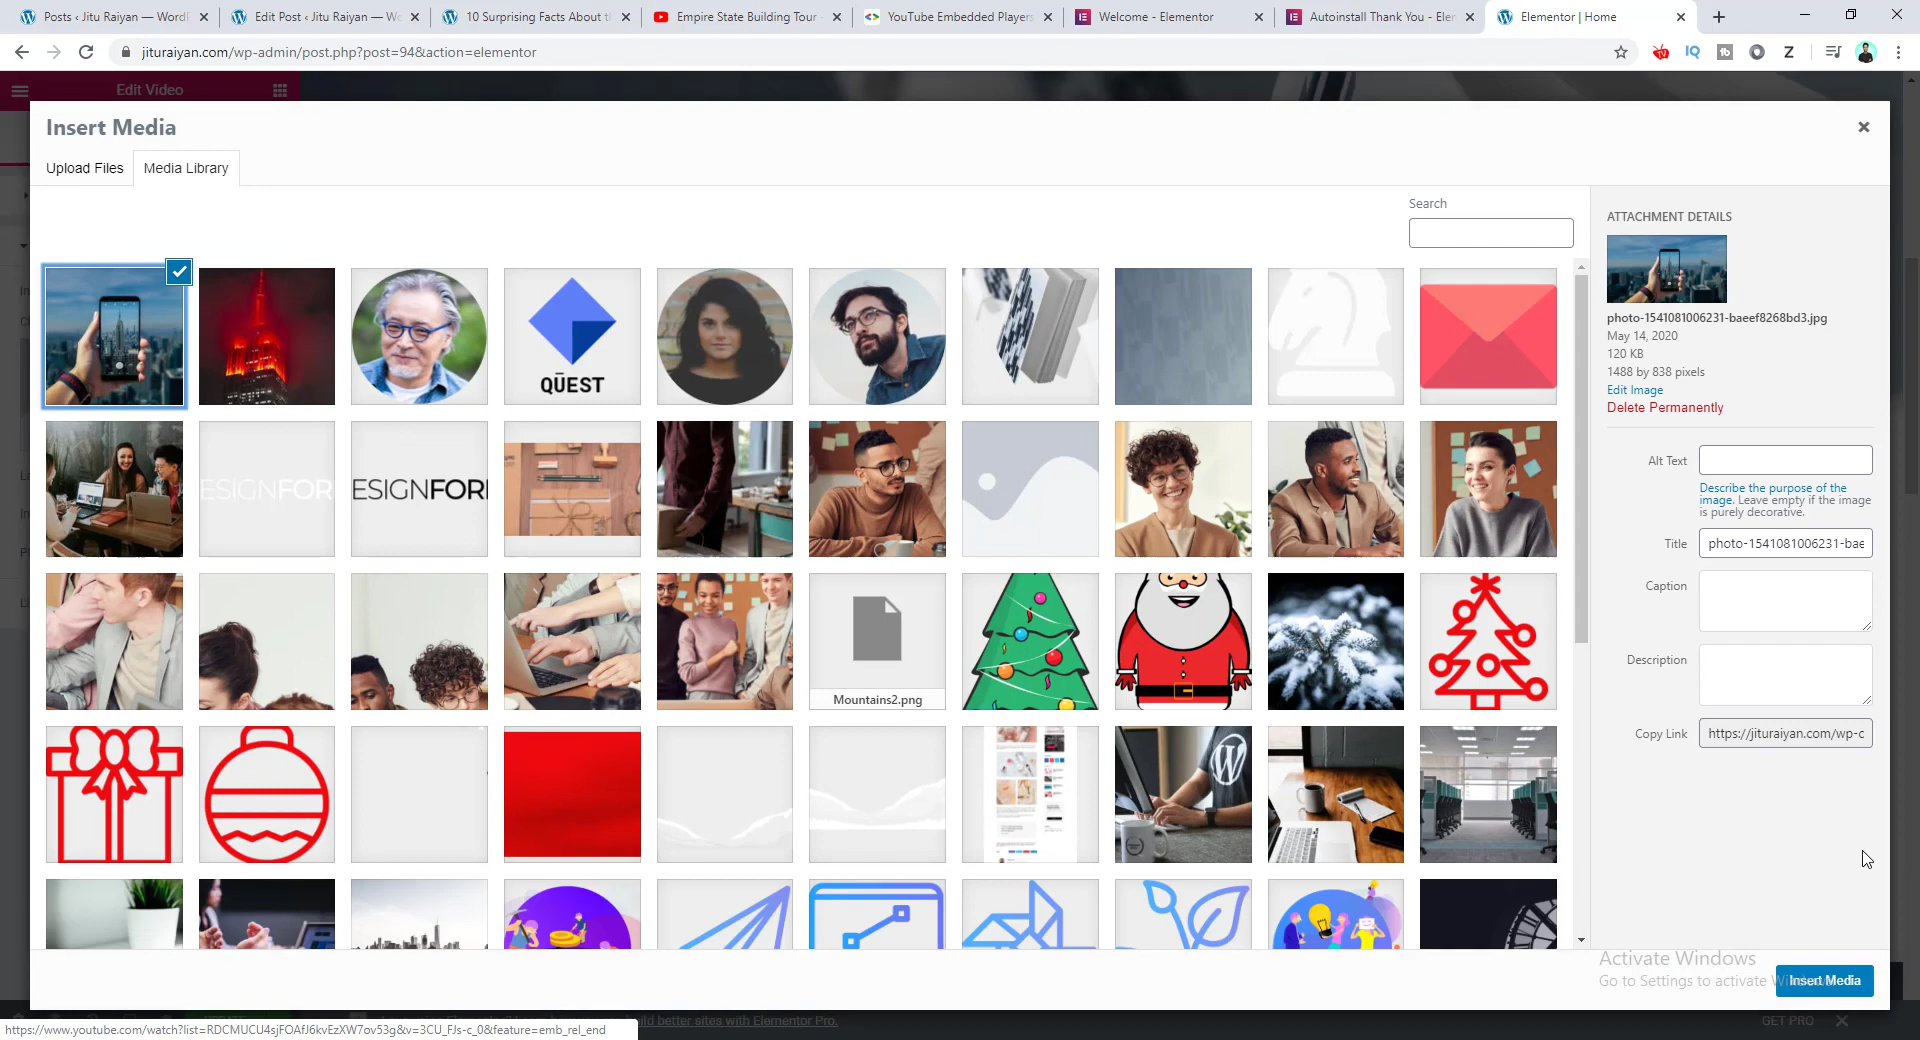 Posts ‹ Jitu Raiyan — WordP
Edit Post ‹ Jitu Raiyan — Wo
10 Surprising Facts About th
Empire State Building Tour -
YouTube Embedded Players
Welcome - Elementor
Autoinstall Thank You - Eler
Elementor | Home
jituraiyan.com/wp-admin/post.php?post=94&action=elementor
Edit Video
Insert Media
Upload Files
Media Library
Search
ATTACHMENT DETAILS
photo-1541081006231-baeef8268bd3.jpg
May 14, 2020
120 KB
1488 by 838 pixels
Edit Image
Delete Permanently
QŪEST
ESIGNFORI
ESIGNFORI
Alt Text
Describe the purpose of the
image. Leave empty if the image
is purely decorative.
Title
photo-1541081006231-bae
Caption
Mountains2.png
Description
Copy Link
https://jituraiyan.com/wp-c
Activate Windows
Go to Settings to activate
Insert Media
https://www.youtube.com/watch?list=RDCMUCU4sjFOAfJ6kvEzXW7ov53g&v=3CU_FJs-c_0&feature=emb_rel_end
ild better sites with Elementor Pro.
GET PRO